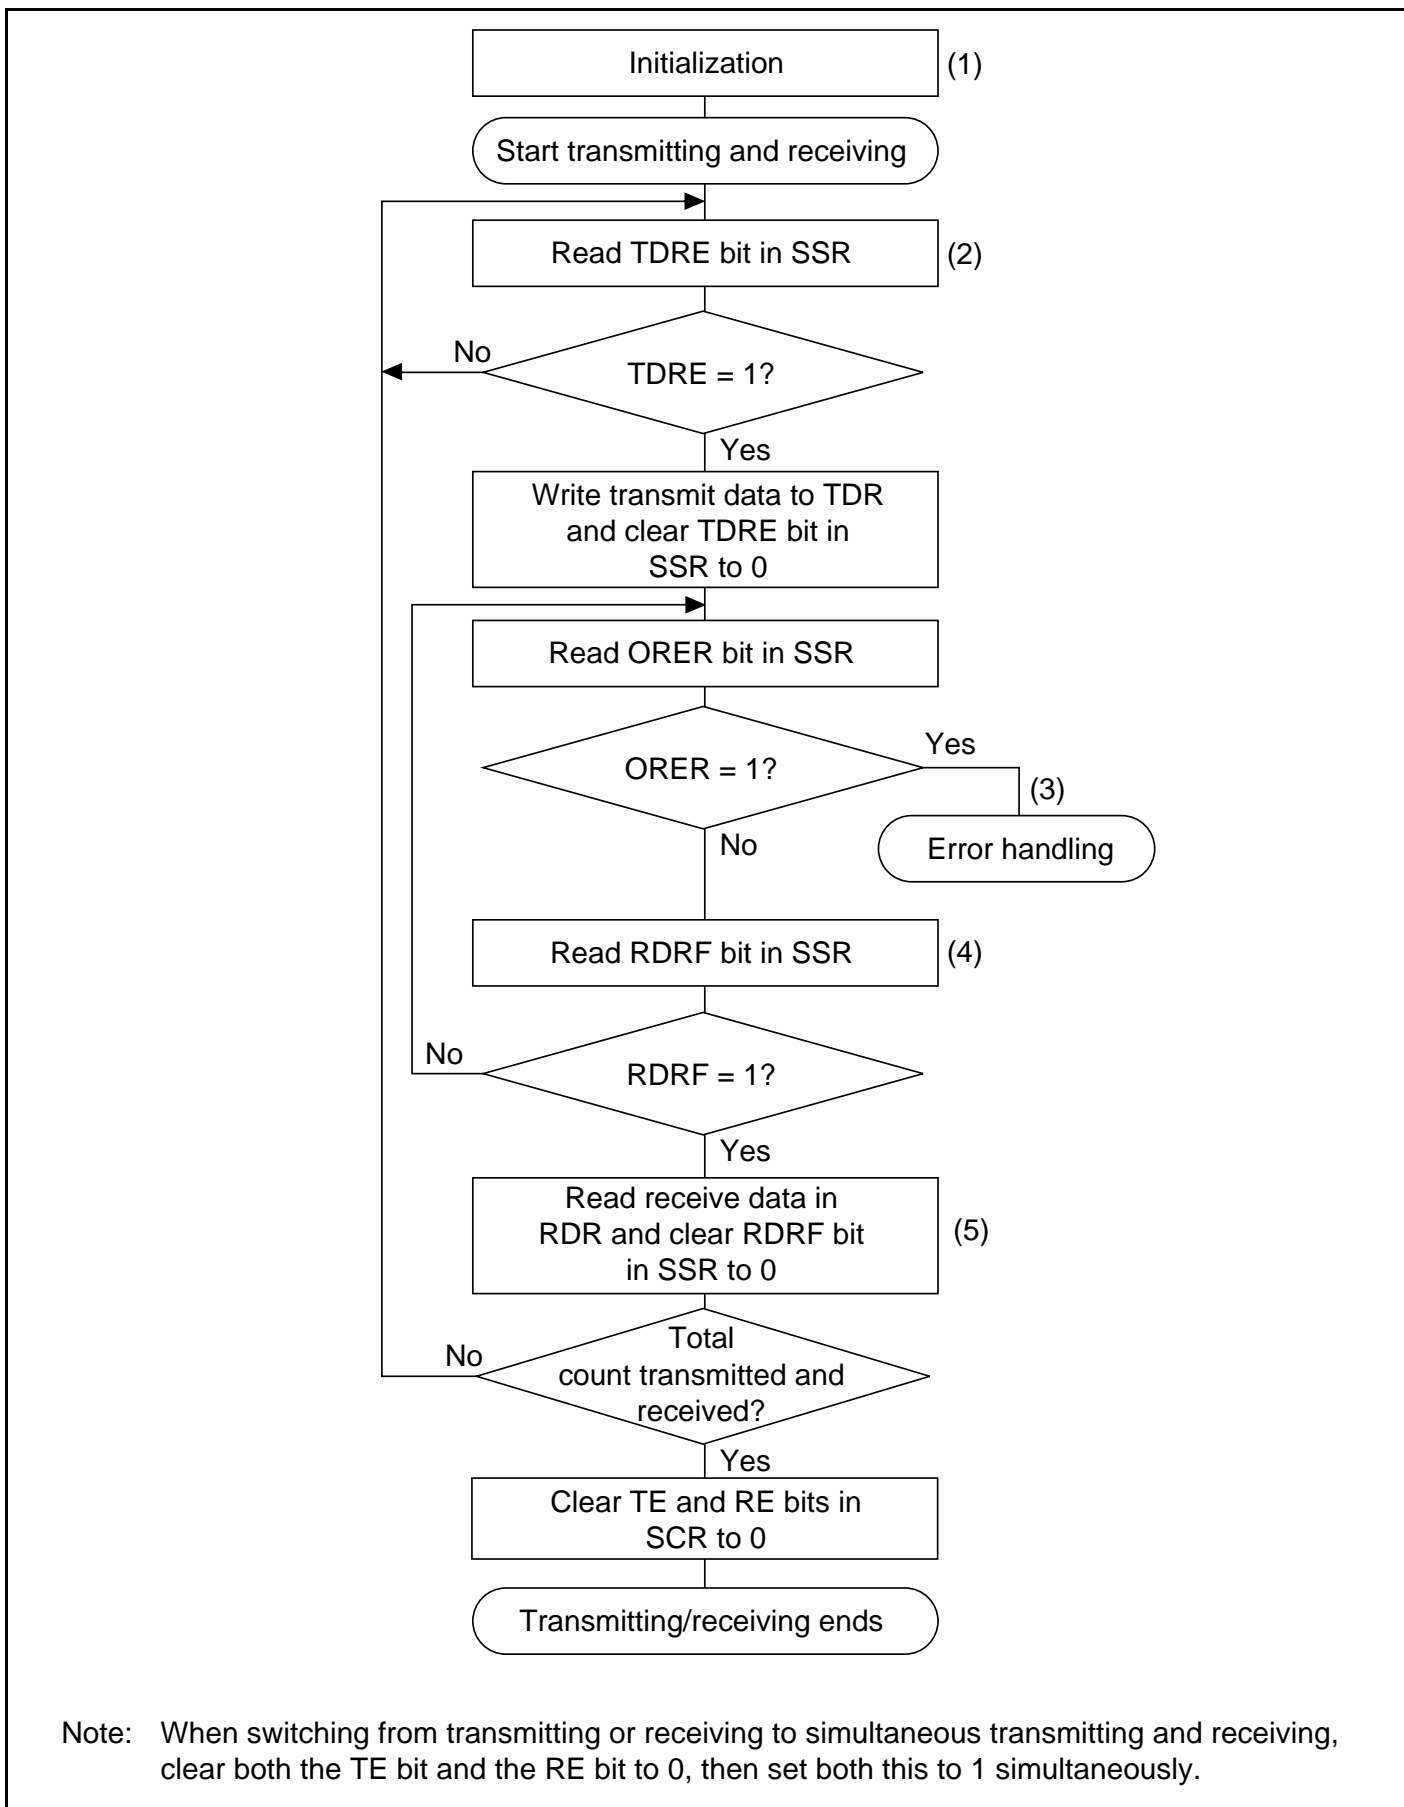 Initialization
(1)
Start transmitting and receiving
Read TDRE bit in SSR
(2)
No
TDRE = 1?
Yes
Write transmit data to TDR
and clear TDRE bit in
SSR to 0
Read ORER bit in SSR
Yes
ORER = 1?
(3)
No
Error handling
Read RDRF bit in SSR
(4)
No
RDRF = 1?
Yes
Read receive data in
RDR and clear RDRF bit
in SSR to 0
(5)
Total
No
count transmitted and
received?
Yes
Clear TE and RE bits in
SCR to 0
Transmitting/receiving ends
Note: When switching from transmitting or receiving to simultaneous transmitting and receiving,
clear both the TE bit and the RE bit to 0, then set both this to 1 simultaneously.